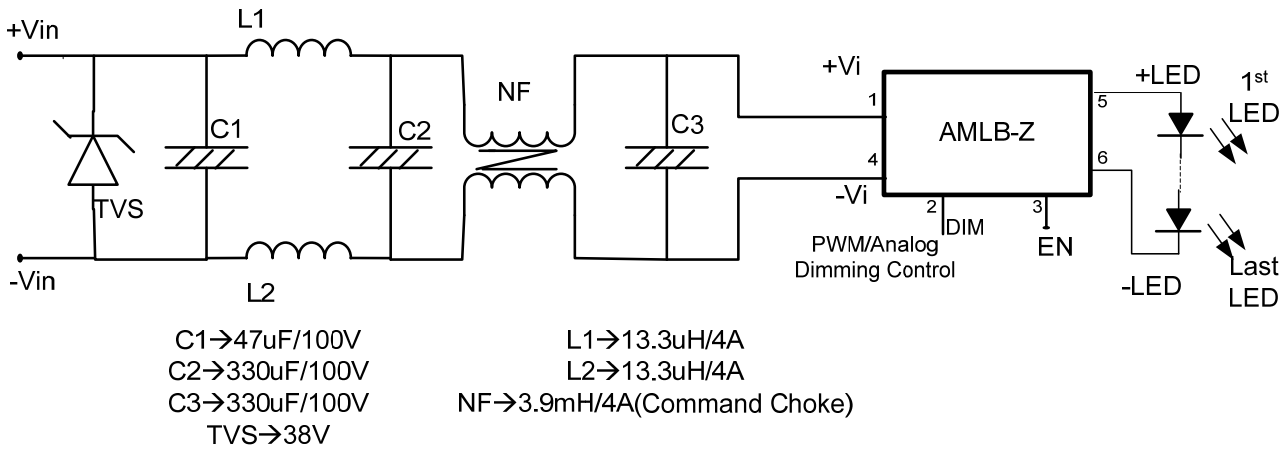 L1
+Vin
NF
+Vi
+LED
1st
LED
C1
C2
C3
1
5
AMLB-Z
4
6
TVS
-Vi
2
DIM
3
PWM/Analog
Dimming Control
EN
-Vin
L2
-LED
Last
LED
C1→47uF/100V
L1→13.3uH/4A
C2→330uF/100V
L2→13.3uH/4A
C3→330uF/100V
NF→3.9mH/4A(Command Choke)
TVS→38V